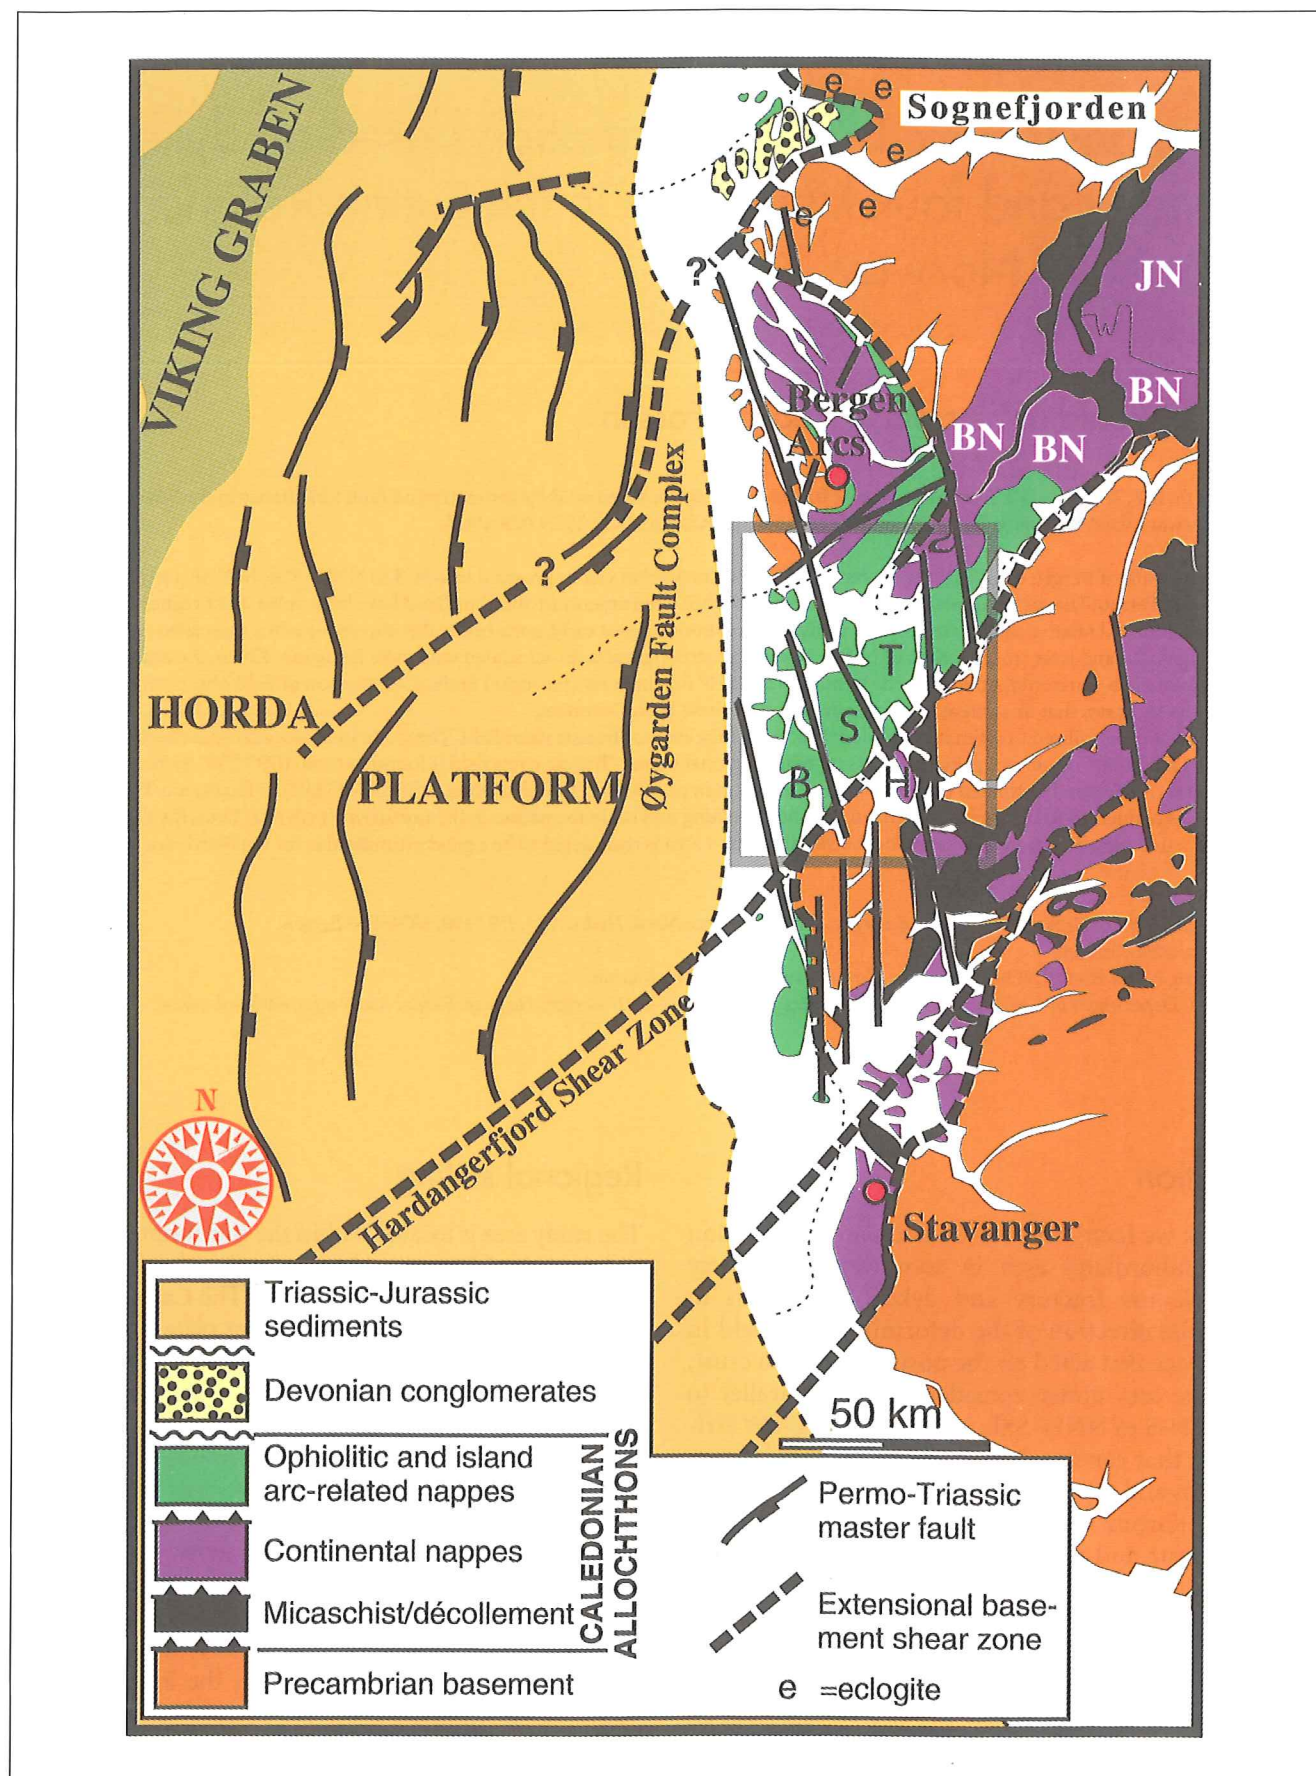 e
e
Sognefjorden
e
e
e
VIKING GRABEN
?
JN
BN
BN
BN
Bergen
Arcs
?
Øygarden Fault Complex
T
S
B
H
HORDA
PLATFORM
Hardangerfjord Shear Zone
N
Stavanger
50 km
Triassic-Jurassic
sediments
Devonian conglomerates
Ophiolitic and island
arc-related nappes
Continental nappes
Micaschist/décollement
Precambrian basement
CALEDONIAN
ALLOCHTHONS
Permo-Triassic
master fault
Extensional base-
ment shear zone
e =eclogite